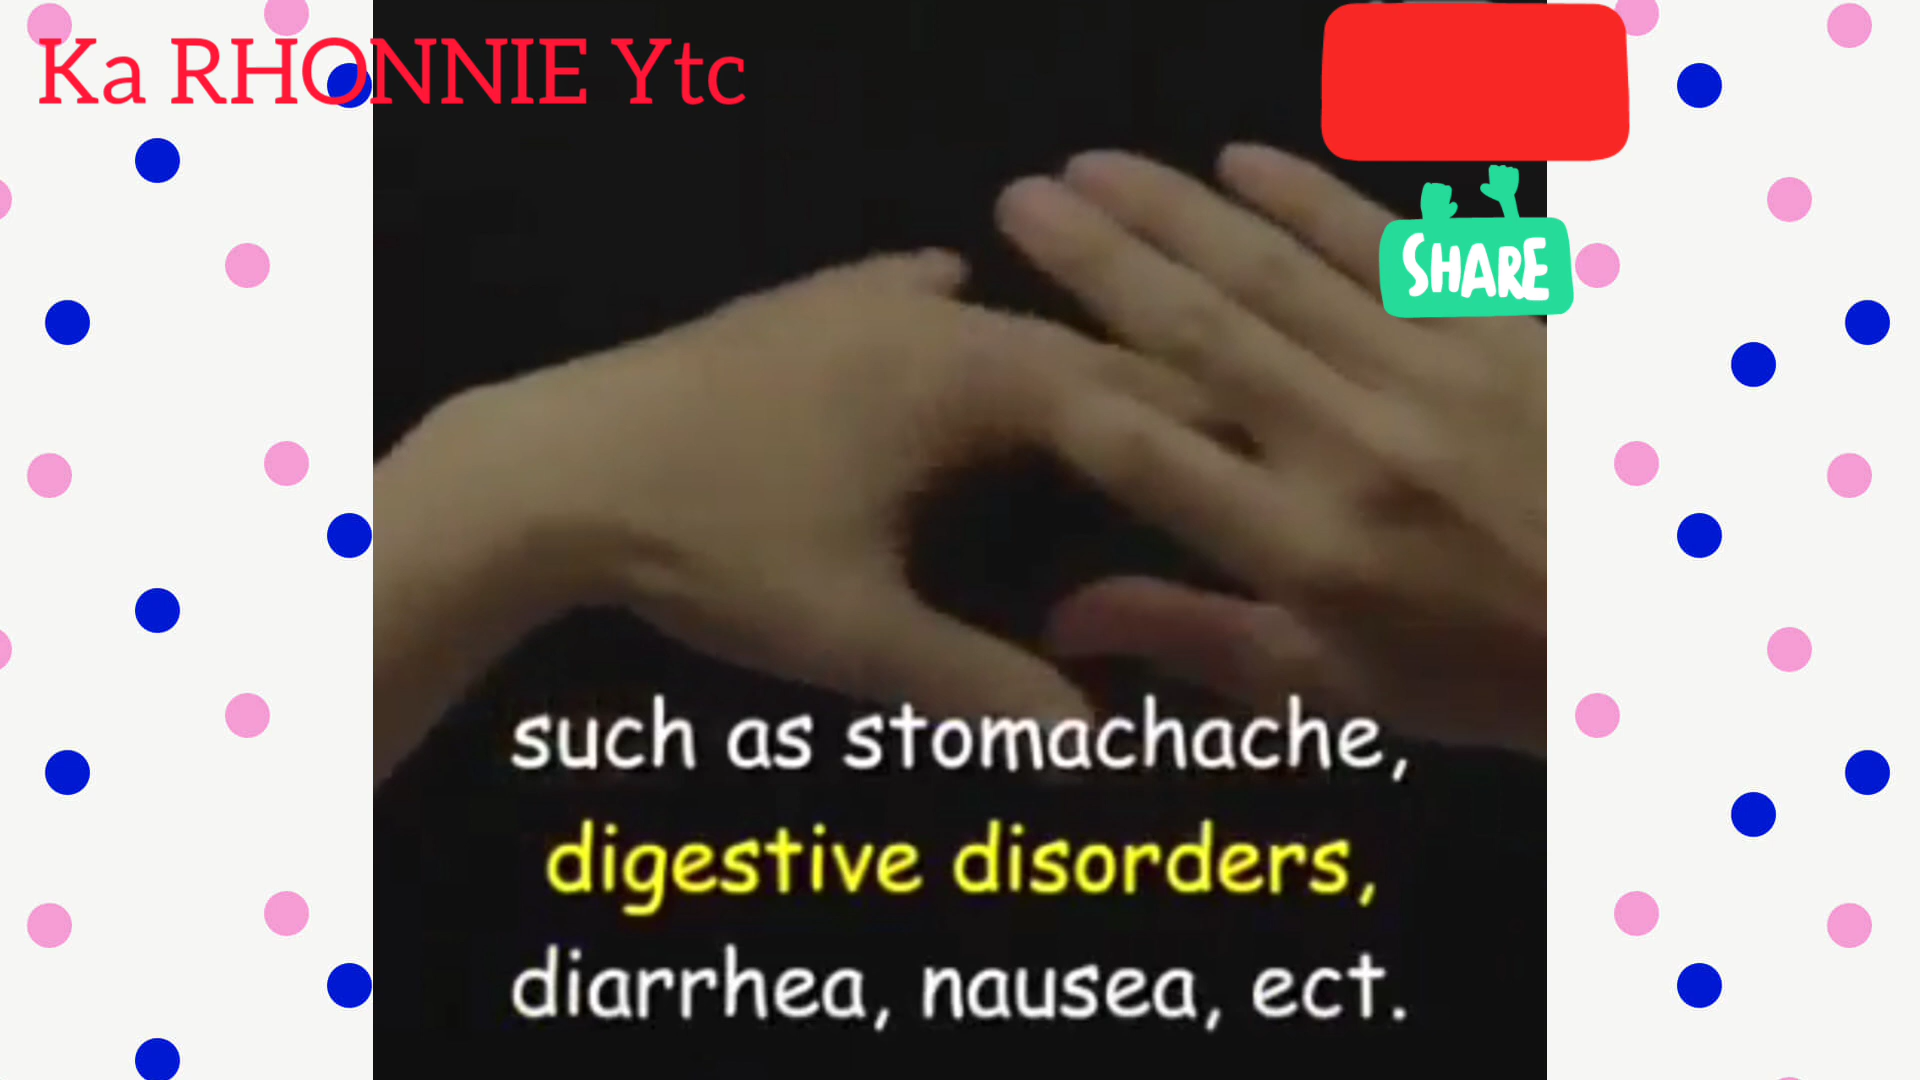 Ka RHONNIE Ytc
SHARE
such as stomachache,
digestive disorders,
diarrhea, nausea, ect.